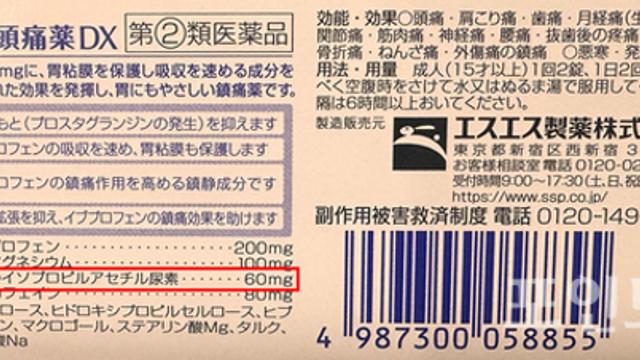 頭痛薬DX 第②類医薬品
mgに、胃粘膜を保護し吸収を速める成分を
れた効果を発揮し、胃にもやさしい鎮痛薬です。
もと(プロスタグランジンの発生)を抑えます
ロフェンの吸収を速め、胃粘膜も保護します
ロフェンの鎮痛作用を高める鎮静成分です
拡張を抑え、イブプロフェンの鎮痛効果を助けます
ロフェン 200mg
グネシウム 100mg
イソプロピルアセチル尿素 60mg
フェイン 80mg
ロース、ヒドロキシプロピルセルロース、ヒプ
ン、マクロゴール、ステアリン酸Mg、タルク、
酸Na
効能・効果○頭痛・肩こり痛・歯痛・月経痛(生
関節痛・筋肉痛・神経痛・腰痛・抜歯後の疼痛
骨折痛・ねんざ痛・外傷痛の鎮痛 ○悪寒・発
用法・用量 成人(15才以上)1回2錠、1日2回
べく空腹時をさけて水又はぬるま湯で服用して
隔は6時間以上おいてください。
製造販売元 エスエス製薬株式
東京都新宿区西新宿3
お客様相談室 電話 0120-02
受付時間9:00~17:30(土、日、祝
https://www.ssp.co.jp/
副作用被害救済制度 電話 0120-149
4 987300 058855